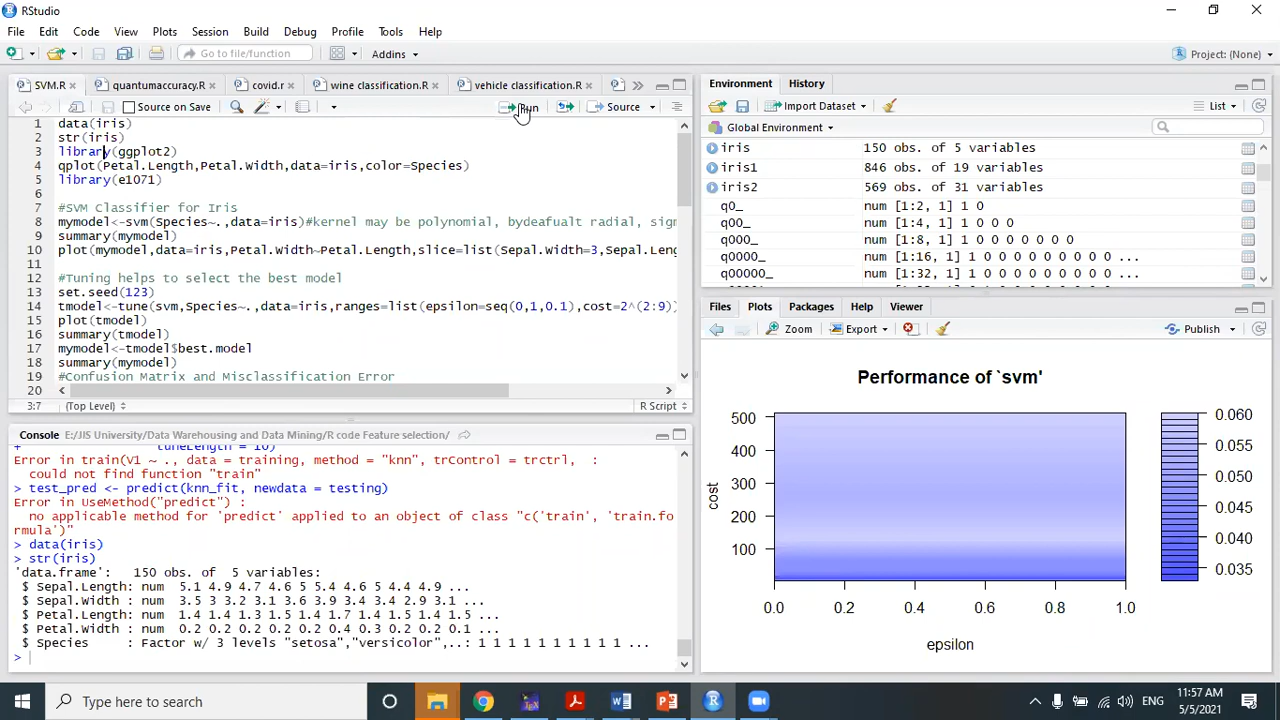 RStudio
File Edit Code View Plots Session Build Debug Profile Tools Help
Go to file/function Addins Project: (None)
SVM.R quantumaccuracy.R covid.r wine classification.R vehicle classification.R
Source on Save Run Source
1 data(iris)
2 str(iris)
3 library(ggplot2)
4 qplot(Petal.Length,Petal.Width,data=iris,color=Species)
5 library(e1071)
6
7 #SVM Classifier for Iris
8 mymodel<-svm(Species~.,data=iris)#kernel may be polynomial, bydeafualt radial, sigm
9 summary(mymodel)
10 plot(mymodel,data=iris,Petal.Width~Petal.Length,slice=list(Sepal.Width=3,Sepal.Leng
11
12 #Tuning helps to select the best model
13 set.seed(123)
14 tmodel<-tune(svm,Species~.,data=iris,ranges=list(epsilon=seq(0,1,0.1),cost=2^(2:9))
15 plot(tmodel)
16 summary(tmodel)
17 mymodel<-tmodel$best.model
18 summary(mymodel)
19 #Confusion Matrix and Misclassification Error
20
3:7 (Top Level) R Script
Console E:/JIS University/Data Warehousing and Data Mining/R code Feature selection/
+ tuneLength = 10)
Error in train(V1 ~ ., data = training, method = "knn", trControl = trctrl, :
could not find function "train"
> test_pred <- predict(knn_fit, newdata = testing)
Error in UseMethod("predict") :
no applicable method for 'predict' applied to an object of class "c('train', 'train.fo
rmula')"
> data(iris)
> str(iris)
'data.frame': 150 obs. of 5 variables:
$ Sepal.Length: num 5.1 4.9 4.7 4.6 5 5.4 4.6 5 4.4 4.9 ...
$ Sepal.Width : num 3.5 3 3.2 3.1 3.6 3.9 3.4 3.4 2.9 3.1 ...
$ Petal.Length: num 1.4 1.4 1.3 1.5 1.4 1.7 1.4 1.5 1.4 1.5 ...
$ Petal.Width : num 0.2 0.2 0.2 0.2 0.2 0.4 0.3 0.2 0.2 0.1 ...
$ Species : Factor w/ 3 levels "setosa","versicolor",..: 1 1 1 1 1 1 1 1 1 1 ...
>
Environment History
Import Dataset List
Global Environment
iris 150 obs. of 5 variables
iris1 846 obs. of 19 variables
iris2 569 obs. of 31 variables
q0_ num [1:2, 1] 1 0
q00_ num [1:4, 1] 1 0 0 0
q000_ num [1:8, 1] 1 0 0 0 0 0 0 0
q0000_ num [1:16, 1] 1 0 0 0 0 0 0 0 0 0 ...
q00000_ num [1:32, 1] 1 0 0 0 0 0 0 0 0 0 ...
Files Plots Packages Help Viewer
Zoom Export Publish
Performance of `svm'
500
400
300
200
100
cost
0.0 0.2 0.4 0.6 0.8 1.0
epsilon
0.060
0.055
0.050
0.045
0.040
0.035
Type here to search
ENG
11:57 AM
5/5/2021